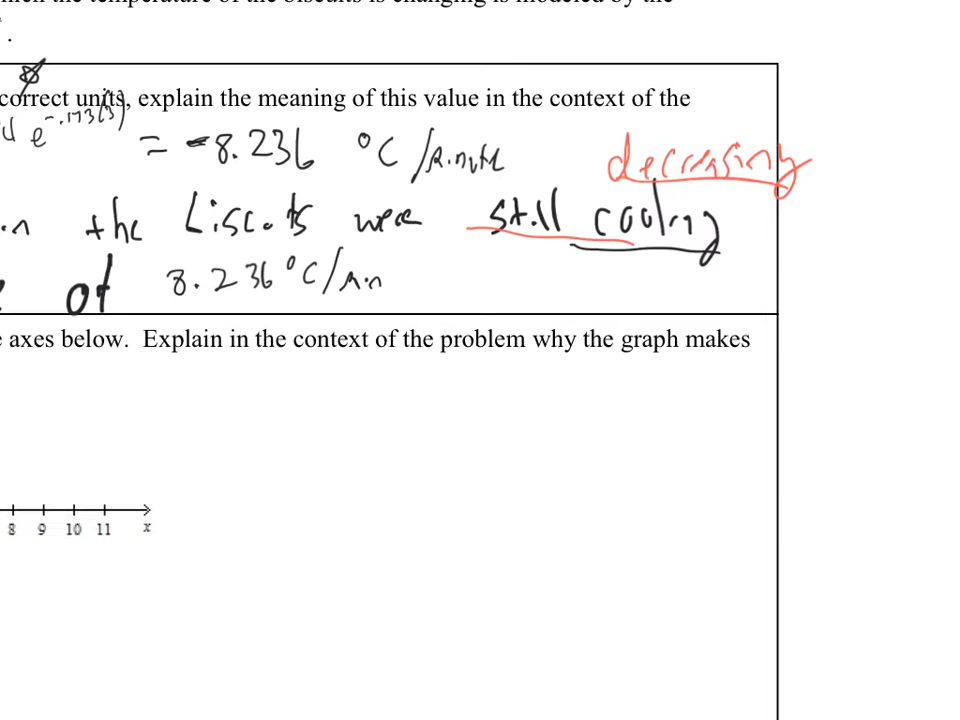 correct units, explain the meaning of this value in the context of the
e^-.173(3) = -8.236 °C/minute decreasing
the biscuits were still cooling
of 8.236 °C/min
axes below. Explain in the context of the problem why the graph makes
8 9 10 11 x